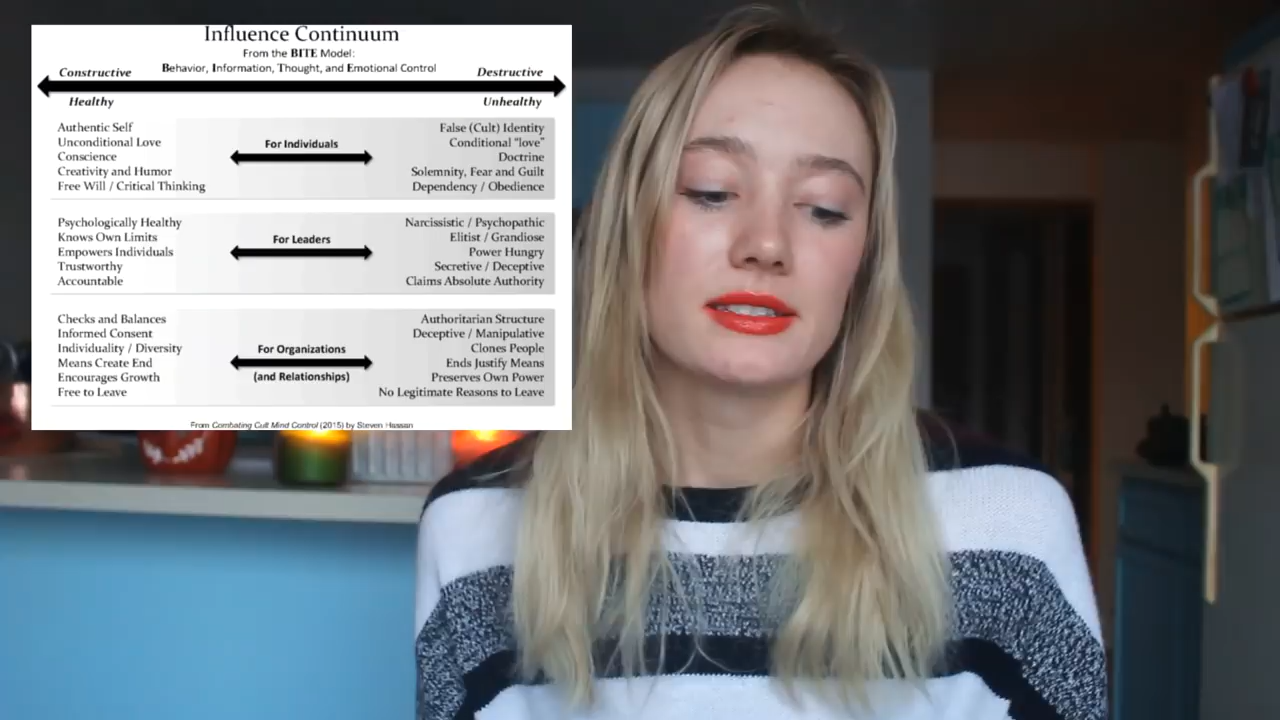 Influence Continuum
From the BITE Model:
Behavior, Information, Thought, and Emotional Control
Constructive Destructive
Healthy Unhealthy
Authentic Self False (Cult) Identity
Unconditional Love For Individuals Conditional "love"
Conscience Doctrine
Creativity and Humor Solemnity, Fear and Guilt
Free Will / Critical Thinking Dependency / Obedience
Psychologically Healthy Narcissistic / Psychopathic
Knows Own Limits For Leaders Elitist / Grandiose
Empowers Individuals Power Hungry
Trustworthy Secretive / Deceptive
Accountable Claims Absolute Authority
Checks and Balances Authoritarian Structure
Informed Consent Deceptive / Manipulative
Individuality / Diversity For Organizations Clones People
Means Create End Ends Justify Means
Encourages Growth (and Relationships) Preserves Own Power
Free to Leave No Legitimate Reasons to Leave
From Combating Cult Mind Control (2015) by Steven Hassan